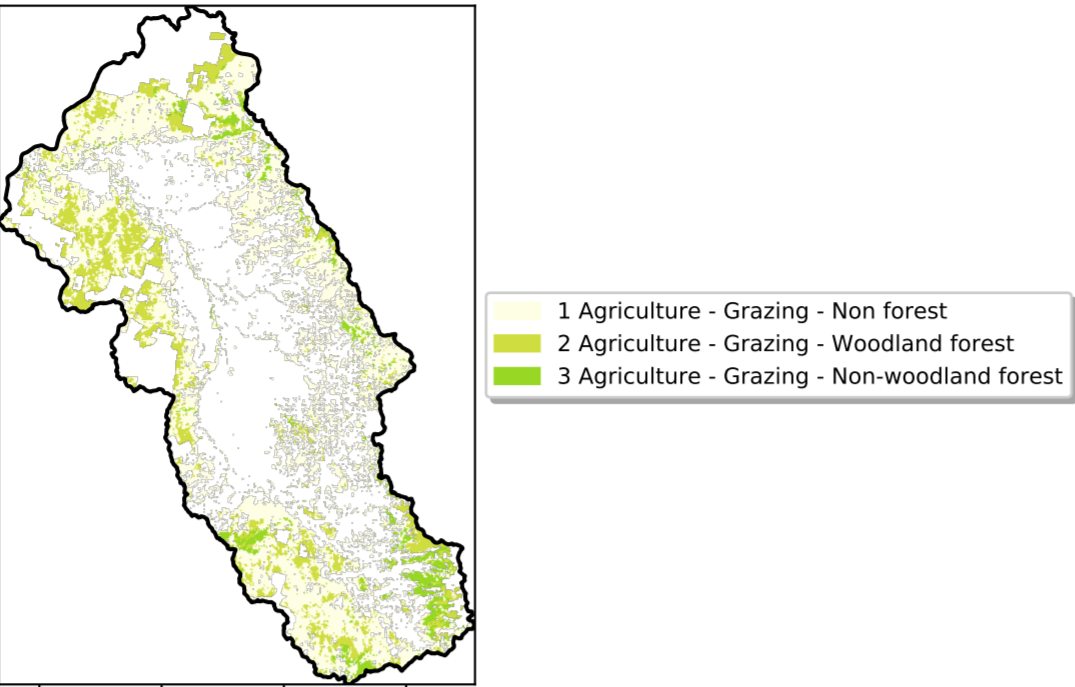 1 Agriculture - Grazing - Non forest
2 Agriculture - Grazing - Woodland forest
3 Agriculture - Grazing - Non-woodland forest